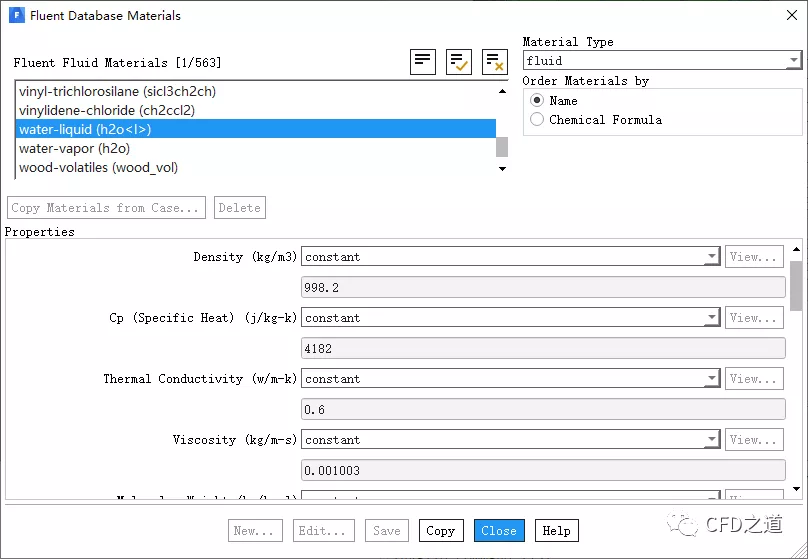 Fluent Database Materials
Fluent Fluid Materials [1/563]
Material Type
fluid
Order Materials by
Name
Chemical Formula
vinyl-trichlorosilane (sicl3ch2ch)
vinylidene-chloride (ch2ccl2)
water-liquid (h2o<l>)
water-vapor (h2o)
wood-volatiles (wood_vol)
Copy Materials from Case... Delete
Properties
Density (kg/m3) constant View...
998.2
Cp (Specific Heat) (j/kg-k) constant View...
4182
Thermal Conductivity (w/m-k) constant View...
0.6
Viscosity (kg/m-s) constant View...
0.001003
New... Edit... Save Copy Close Help
CFD之道